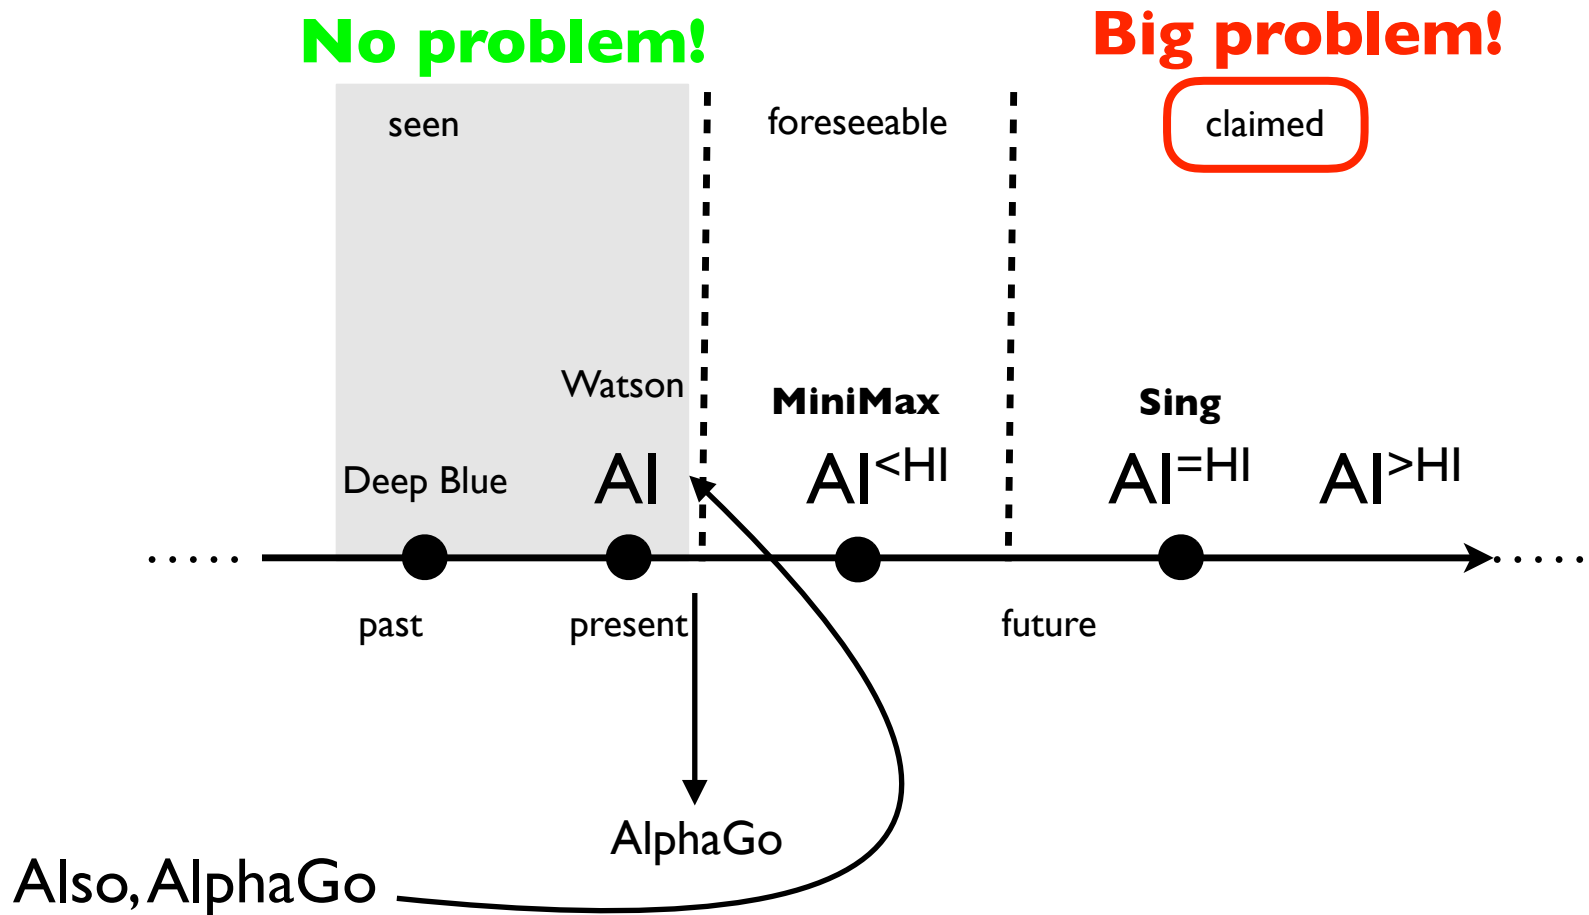 No problem!
Big problem!
seen
foreseeable
claimed
Watson
MiniMax
Sing
Deep Blue
AI
AI<HI
AI=HI
AI>HI
.....
.....
past
present
future
AlphaGo
Also, AlphaGo